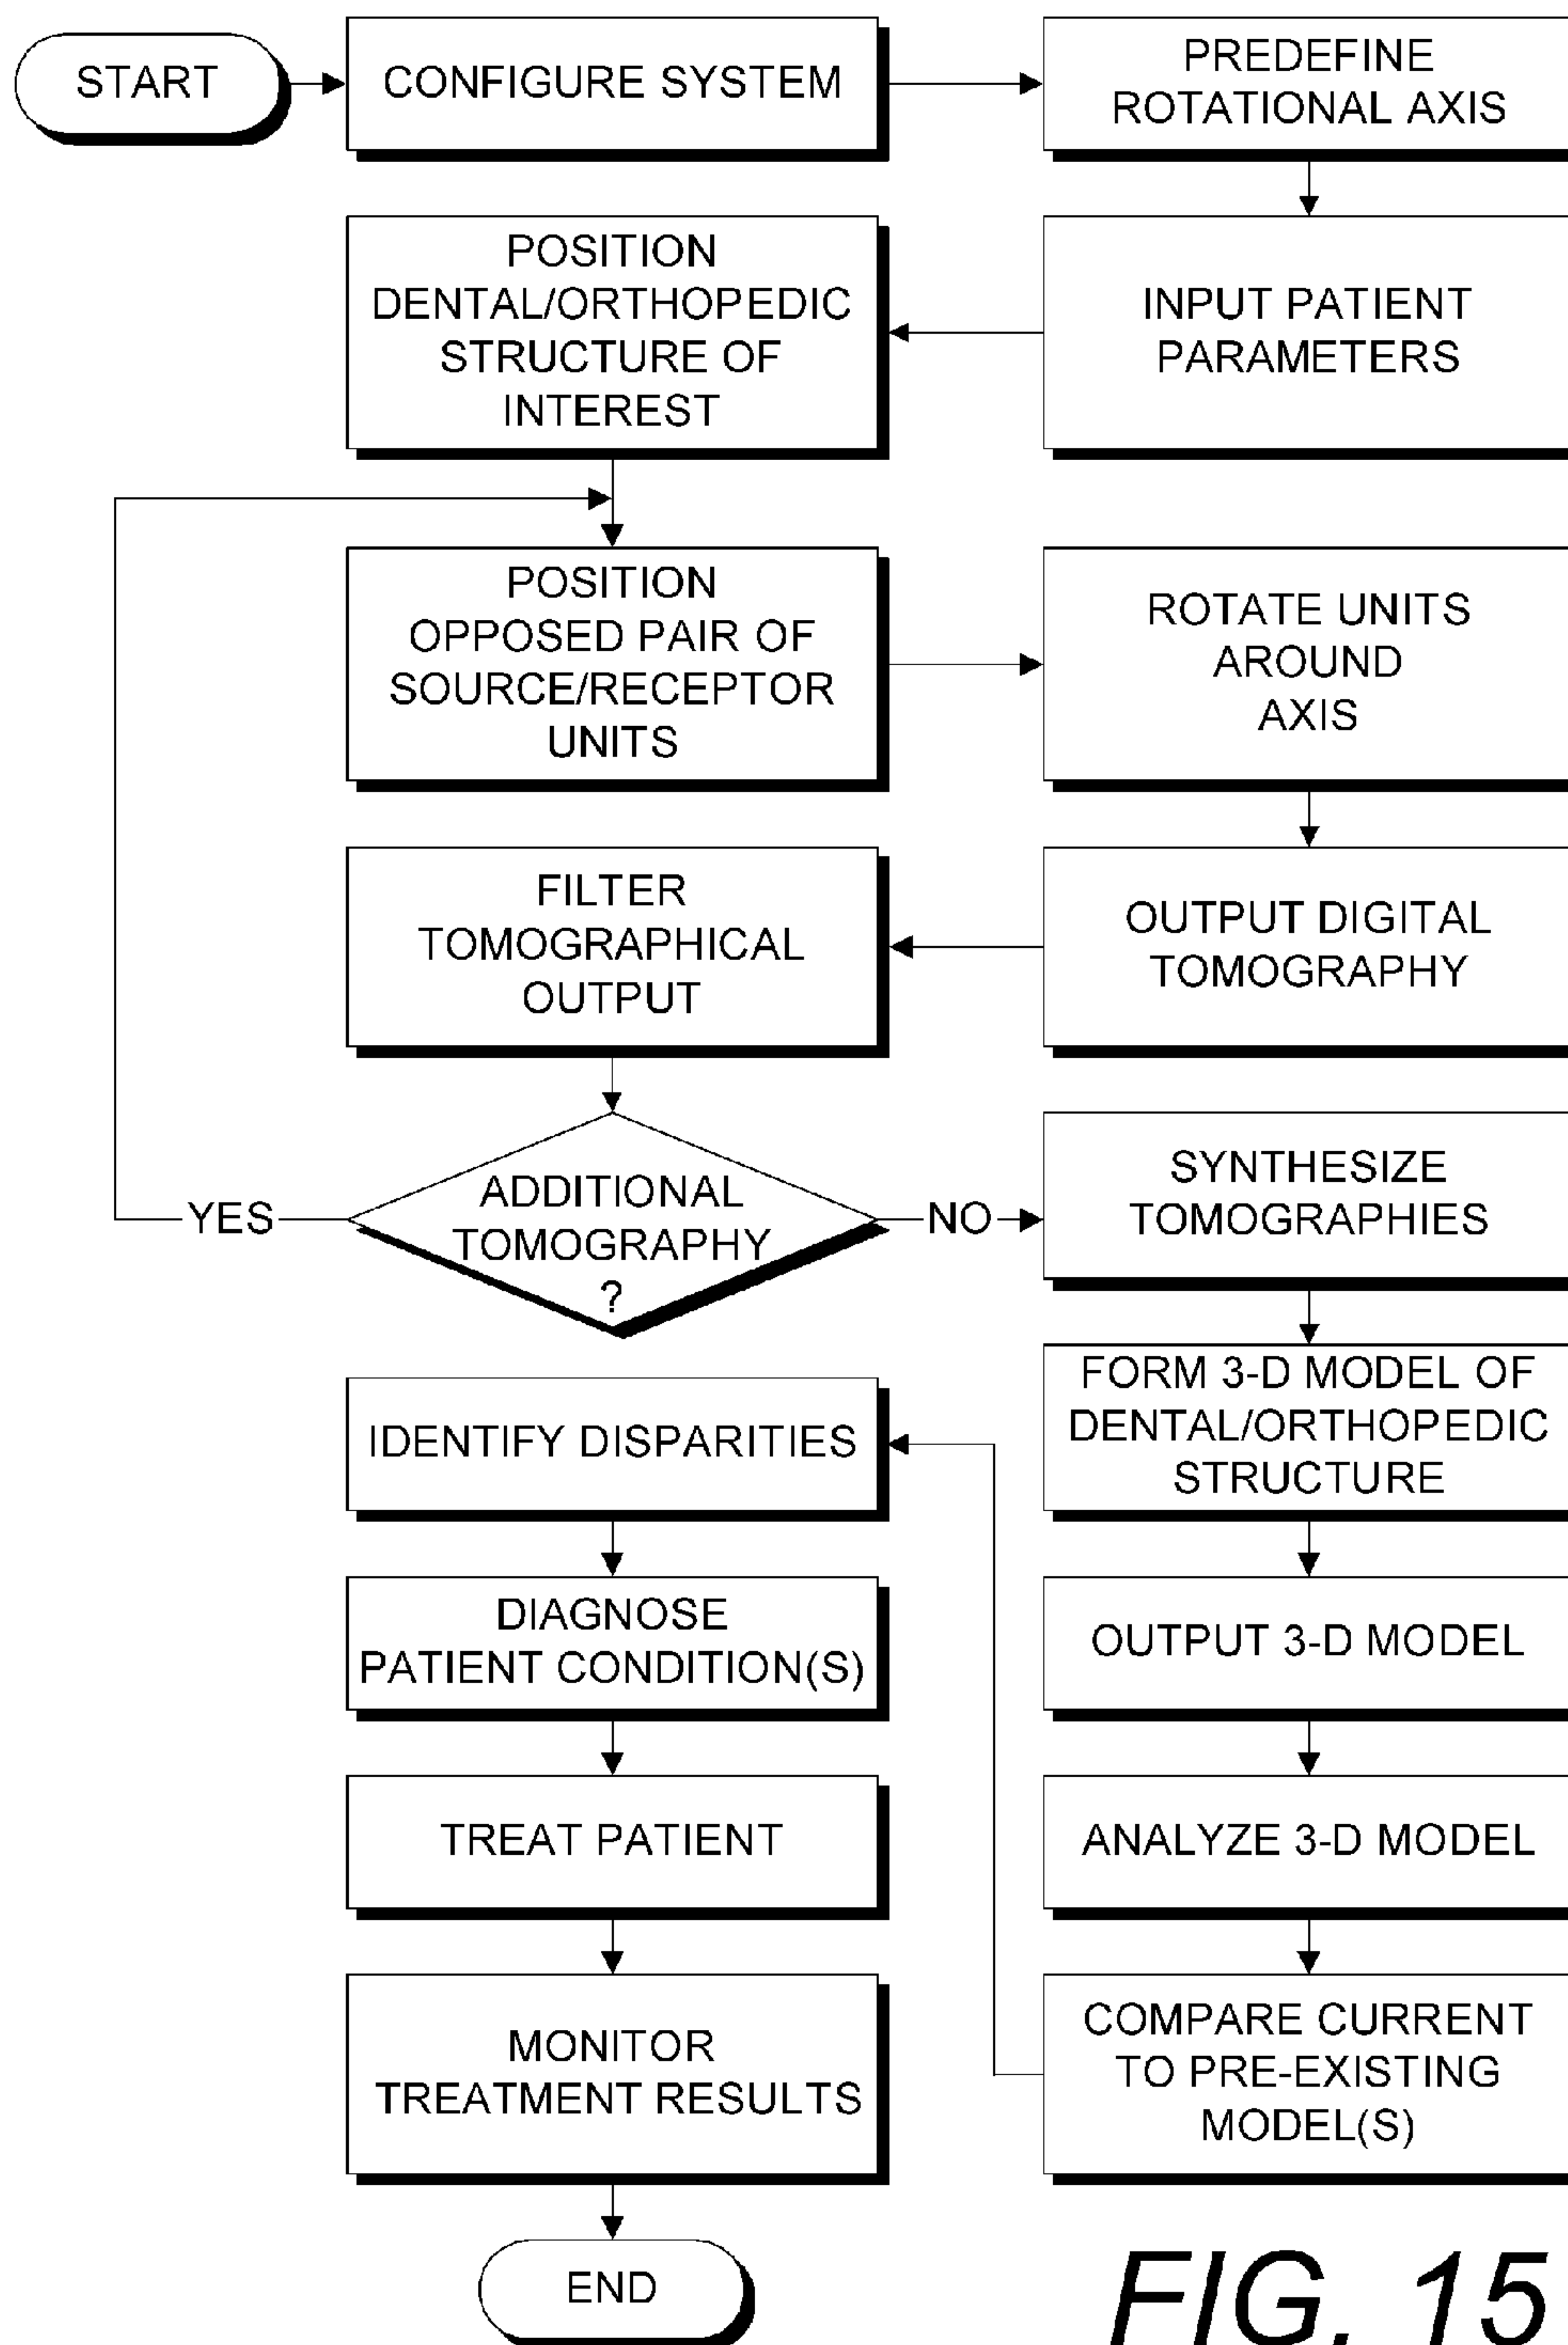 START
CONFIGURE SYSTEM
PREDEFINE
ROTATIONAL AXIS
INPUT PATIENT
PARAMETERS
POSITION
DENTAL/ORTHOPEDIC
STRUCTURE OF
INTEREST
POSITION
OPPOSED PAIR OF
SOURCE/RECEPTOR
UNITS
ROTATE UNITS
AROUND
AXIS
OUTPUT DIGITAL
TOMOGRAPHY
FILTER
TOMOGRAPHICAL
OUTPUT
ADDITIONAL
TOMOGRAPHY
?
YES
NO
SYNTHESIZE
TOMOGRAPHIES
FORM 3-D MODEL OF
DENTAL/ORTHOPEDIC
STRUCTURE
OUTPUT 3-D MODEL
ANALYZE 3-D MODEL
COMPARE CURRENT
TO PRE-EXISTING
MODEL(S)
IDENTIFY DISPARITIES
DIAGNOSE
PATIENT CONDITION(S)
TREAT PATIENT
MONITOR
TREATMENT RESULTS
END
FIG. 15